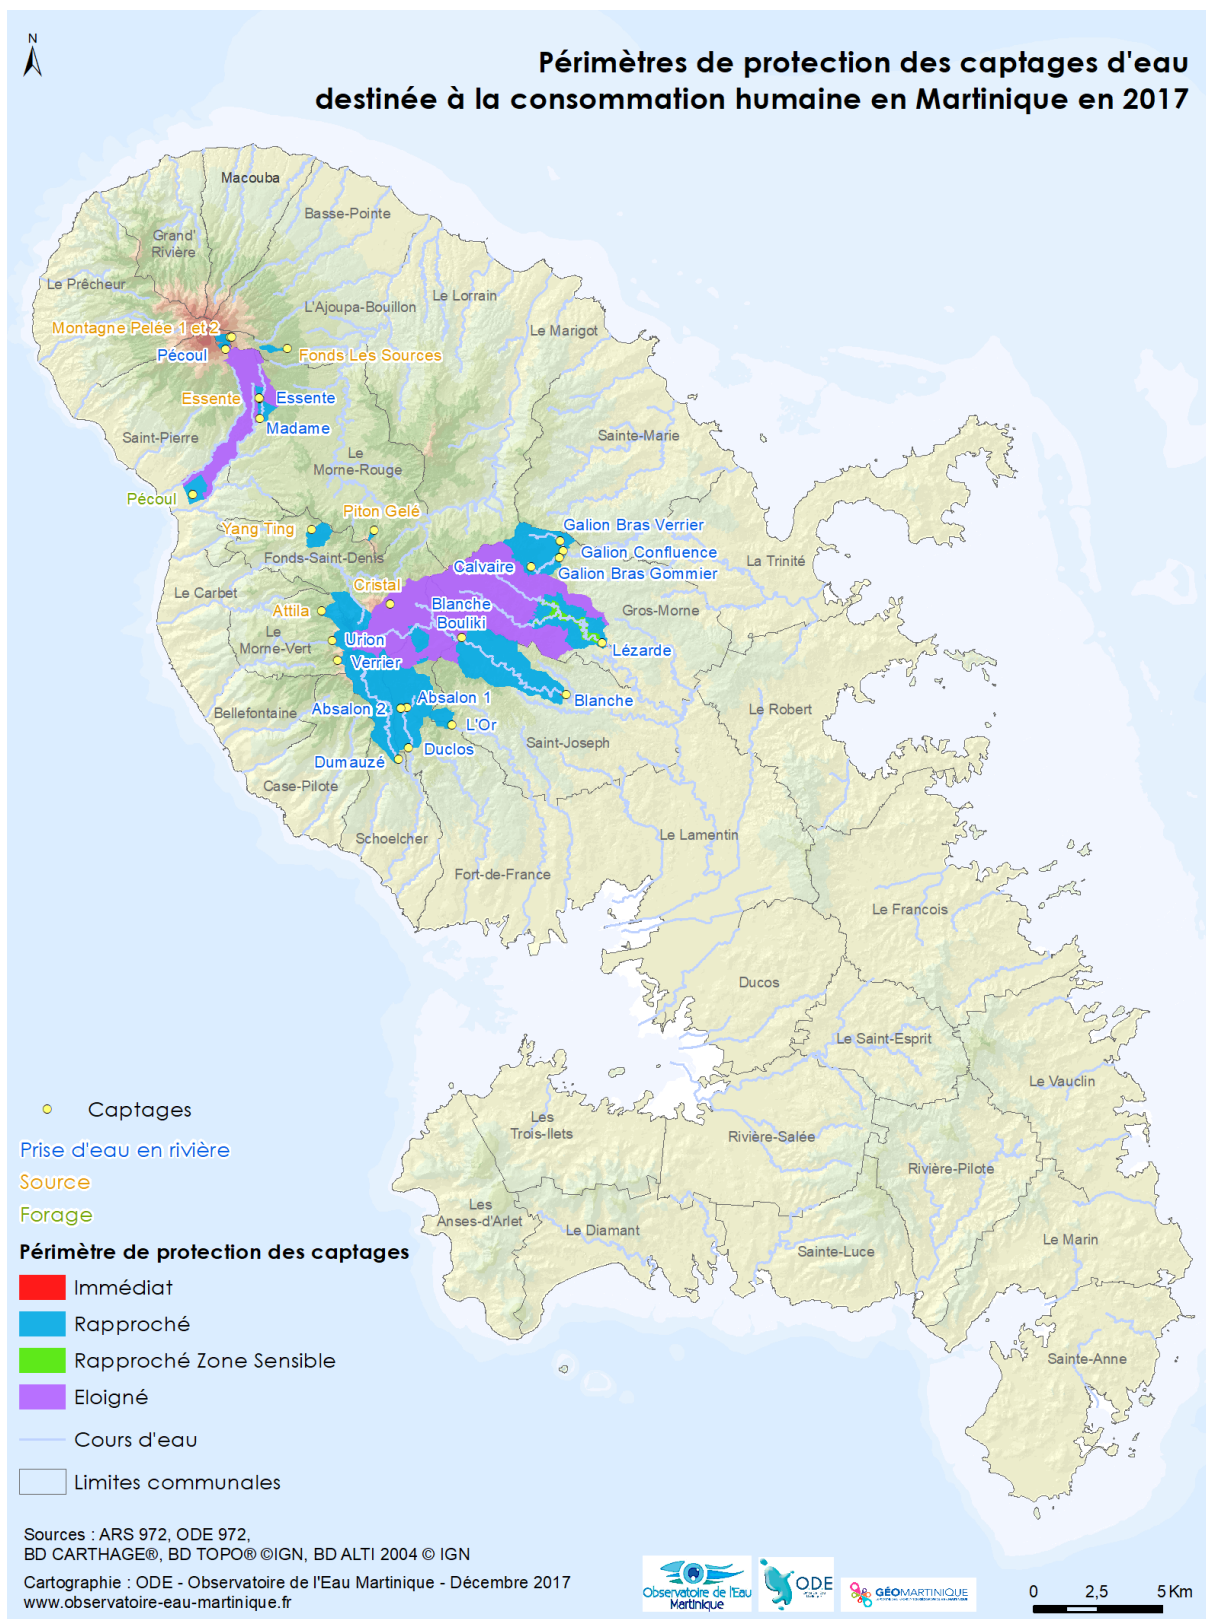 N
Périmètres de protection des captages d'eau
destinée à la consommation humaine en Martinique en 2017
Macouba
Basse-Pointe
Grand'
Rivière
Le Prêcheur
L'Ajoupa-Bouillon
Le Lorrain
Le Marigot
Montagne Pelée 1 et 2
Pécoul
Fonds Les Sources
Essente
Essente
Madame
Saint-Pierre
Sainte-Marie
Le
Morne-Rouge
Pécoul
Piton Gelé
Yang Ting
Galion Bras Verrier
Galion Confluence
Fonds-Saint-Denis
Calvaire
Galion Bras Gommier
La Trinité
Cristal
Le Carbet
Attila
Blanche
Bouliki
Gros-Morne
Le
Morne-Vert
Urion
Lézarde
Verrier
Absalon 1
Blanche
Absalon 2
Bellefontaine
L'Or
Le Robert
Saint-Joseph
Duclos
Dumauzé
Case-Pilote
Schoelcher
Le Lamentin
Fort-de-France
Le Francois
Ducos
Le Saint-Esprit
Le Vauclin
Les
Trois-Ilets
Rivière-Salée
Rivière-Pilote
Les
Anses-d'Arlet
Le Diamant
Sainte-Luce
Le Marin
Sainte-Anne
Captages
Prise d'eau en rivière
Source
Forage
Périmètre de protection des captages
Immédiat
Rapproché
Rapproché Zone Sensible
Eloigné
Cours d'eau
Limites communales
Sources : ARS 972, ODE 972,
BD CARTHAGE®, BD TOPO® ©IGN, BD ALTI 2004 © IGN
Cartographie : ODE - Observatoire de l'Eau Martinique - Décembre 2017
www.observatoire-eau-martinique.fr
Observatoire de l'Eau
Martinique
ODE
GÉOMARTINIQUE
0 2,5 5 Km